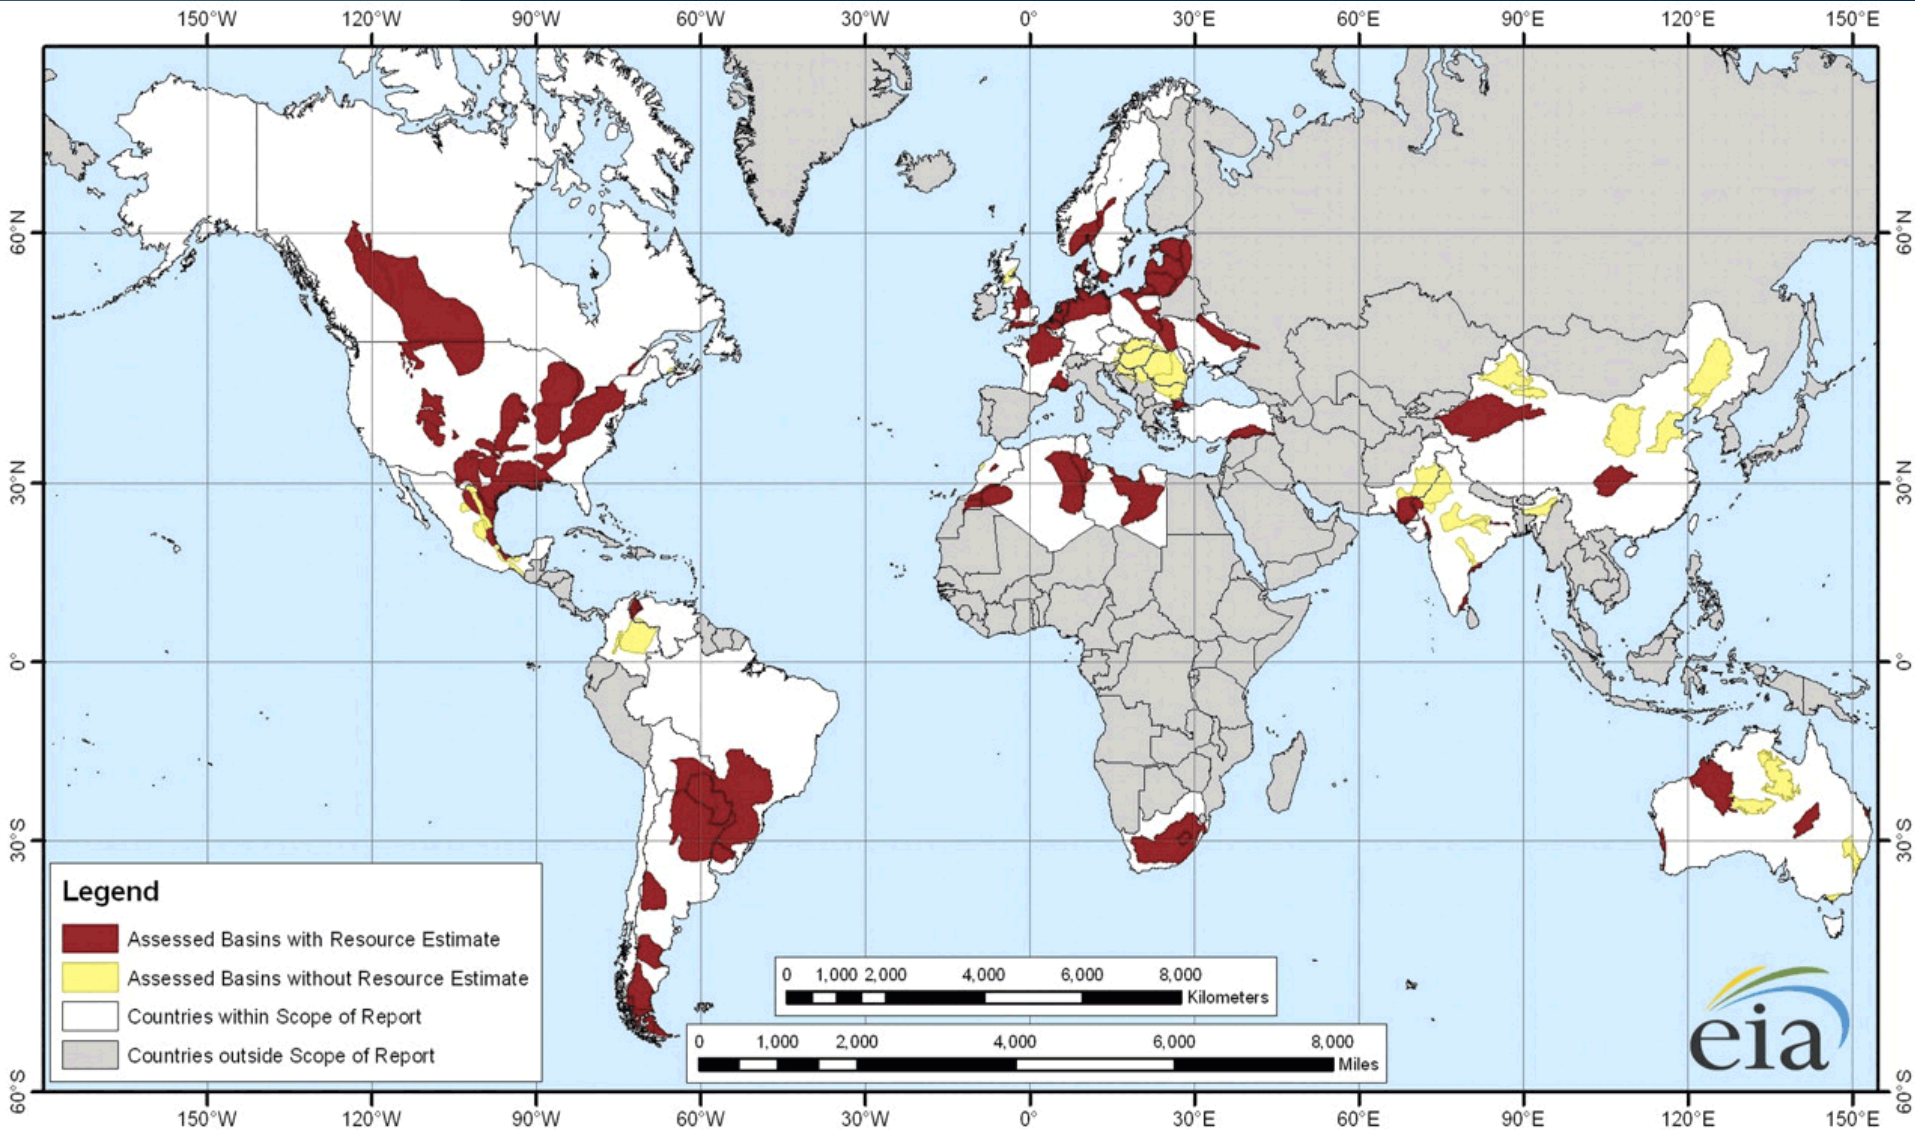 150°W 120°W 90°W 60°W 30°W 0° 30°E 60°E 90°E 120°E 150°E
60°N 60°N
30°N 30°N
0° 0°
30°S 30°S
Legend
Assessed Basins with Resource Estimate
Assessed Basins without Resource Estimate
Countries within Scope of Report
Countries outside Scope of Report
0 1,000 2,000 4,000 6,000 8,000
Kilometers
0 1,000 2,000 4,000 6,000 8,000
Miles
eia
60°S 60°S
150°W 120°W 90°W 60°W 30°W 0° 30°E 60°E 90°E 120°E 150°E